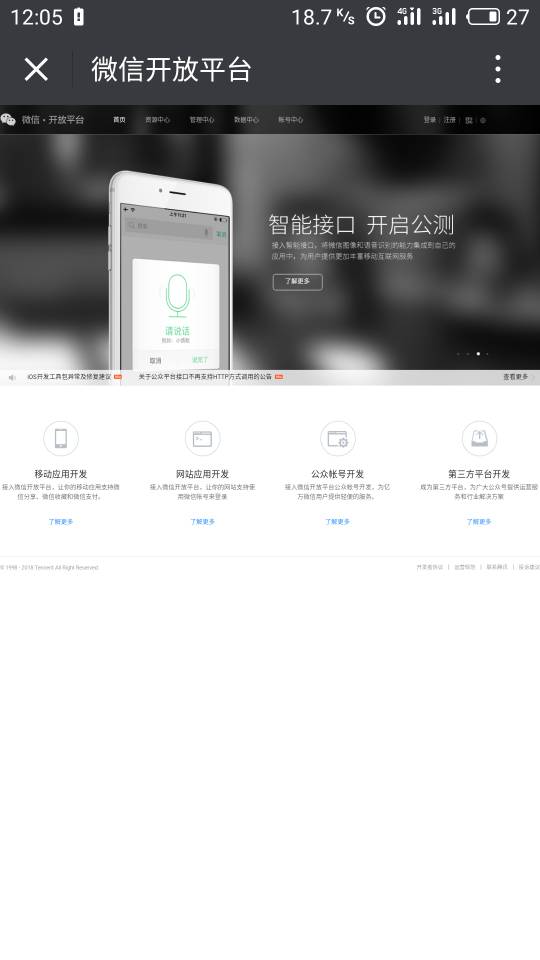 12:05
18.7 K/s
4G
3G
27
微信开放平台
微信·开放平台
首页
资源中心
管理中心
数据中心
账号中心
登录
注册
上午11:21
搜索
取消
请说话
取消
说完了
智能接口 开启公测
接入智能接口，将微信图像和语音识别的能力集成到自己的
应用中，为用户提供更加丰富移动互联网服务
了解更多
iOS开发工具包异常及修复建议
关于公众平台接口不再支持HTTP方式调用的公告
查看更多
移动应用开发
接入微信开放平台，让你的移动应用支持微
信分享、微信收藏和微信支付。
了解更多
网站应用开发
接入微信开放平台，让你的网站支持使
用微信帐号来登录
了解更多
公众帐号开发
接入微信开放平台公众帐号开发，为亿
万微信用户提供轻便的服务。
了解更多
第三方平台开发
成为第三方平台，为广大公众号提供运营服
务和行业解决方案
了解更多
© 1998 - 2018 Tencent All Right Reserved
开发者协议
运营规范
联系腾讯
投诉建议